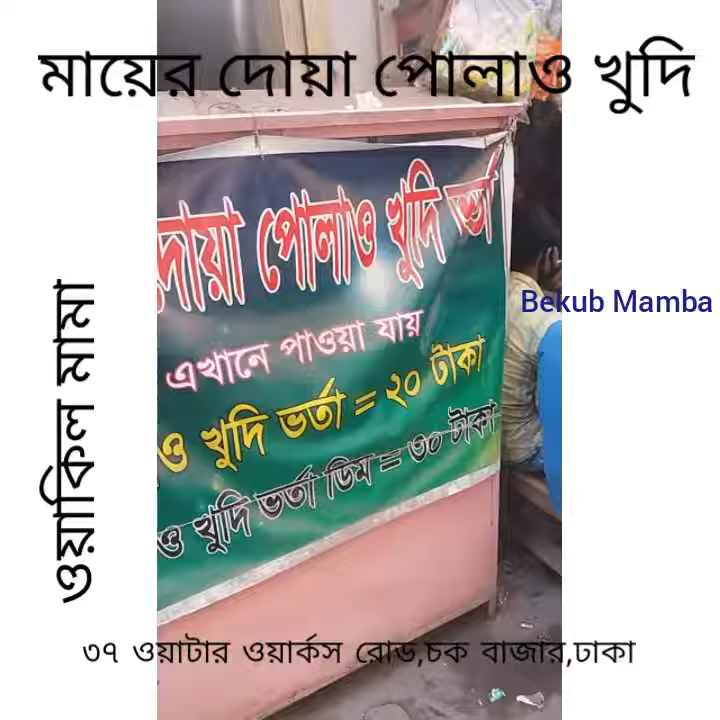 মায়ের দোয়া পোলাও খুদি
দোয়া পোলাও খুদি ভর্তা
এখানে পাওয়া যায়
ও খুদি ভর্তা = ২০ টাকা
ও খুদি ভর্তা ডিম = ৩০ টাকা
Bekub Mamba
ওয়াকিল মামা
৩৭ ওয়াটার ওয়ার্কস রোড,চক বাজার,ঢাকা